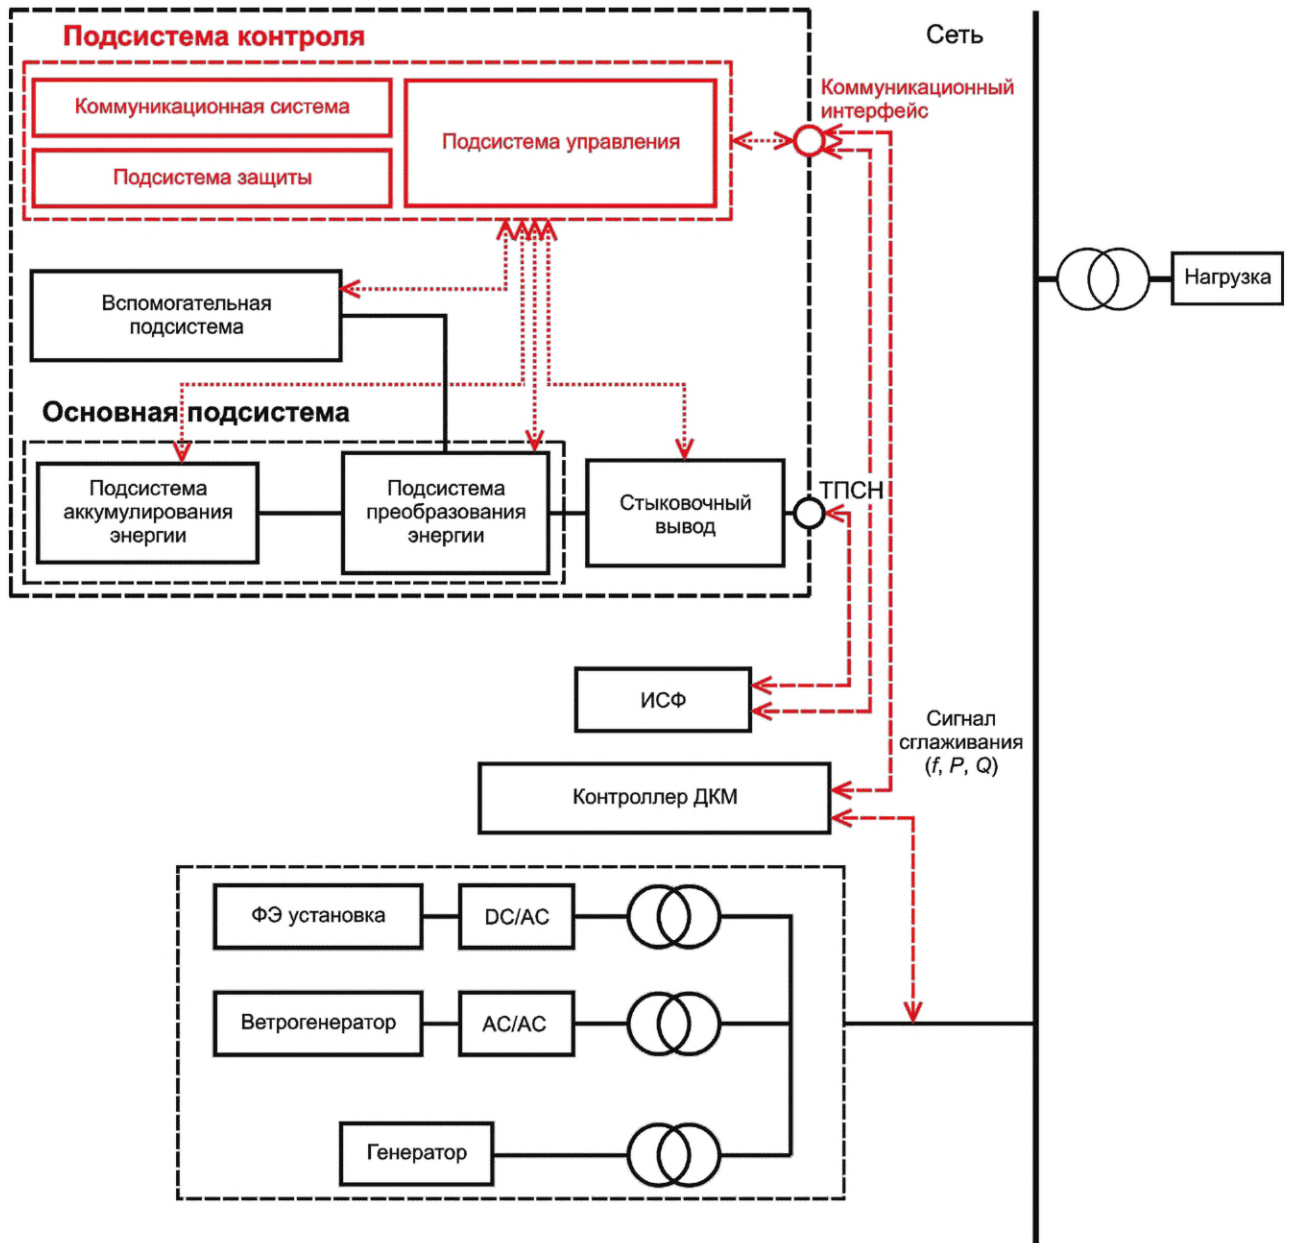 Подсистема контроля
Сеть
Коммуникационная система
Подсистема защиты
Подсистема управления
Коммуникационный
интерфейс
Вспомогательная
подсистема
Нагрузка
Основная подсистема
Подсистема
аккумулирования
энергии
Подсистема
преобразования
энергии
Стыковочный
вывод
ТПСН
ИСФ
Сигнал
сглаживания
(f, P, Q)
Контроллер ДКМ
ФЭ установка
DC/AC
Ветрогенератор
AC/AC
Генератор